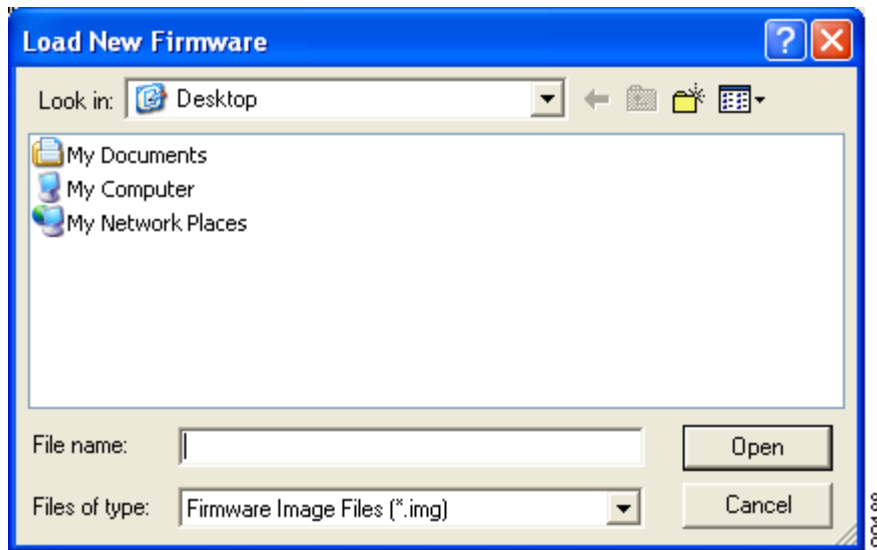 Load New Firmware
Look in: Desktop
My Documents
My Computer
My Network Places
File name: Open
Files of type: Firmware Image Files (*.img) Cancel